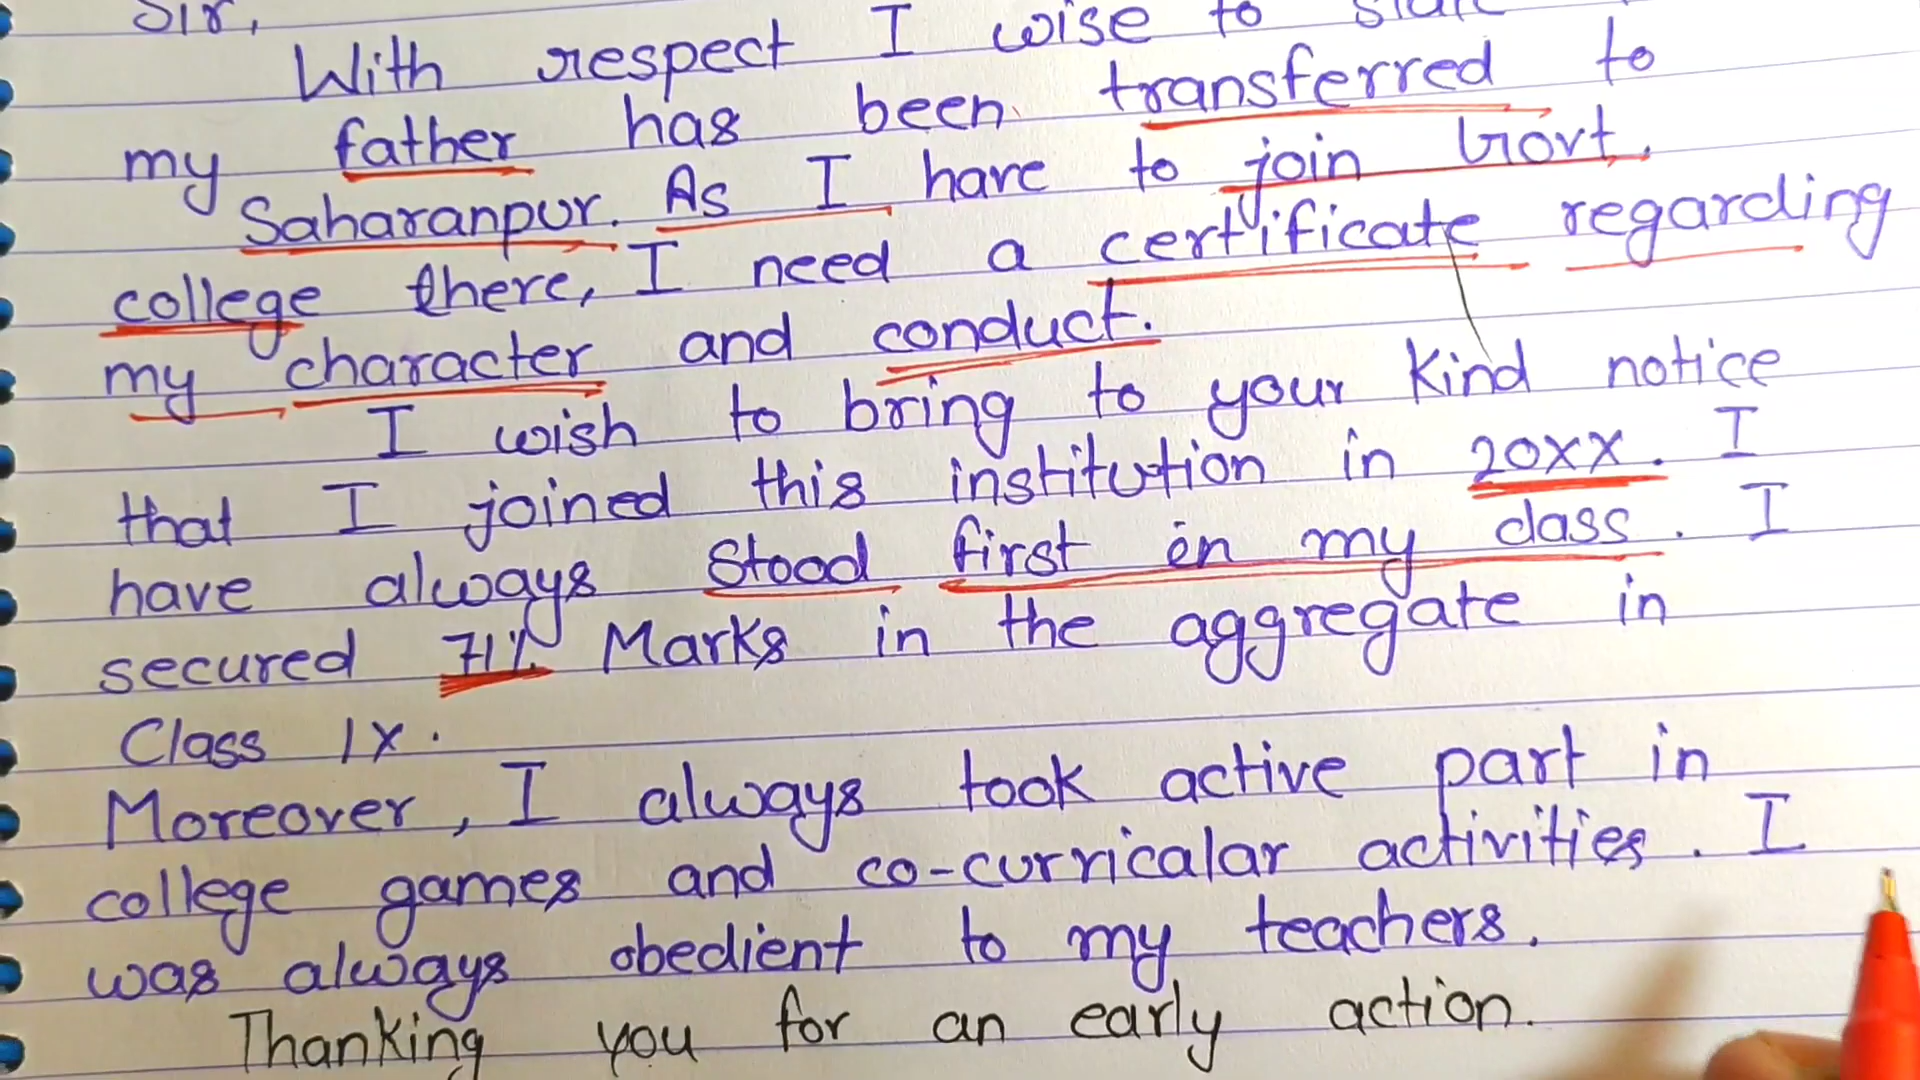 Sir,
With respect I wise to state
my father has been transferred to
Saharanpur. As I have to join Govt.
college there, I need a certificate regarding
my character and conduct.
I wish to bring to your kind notice
that I joined this institution in 20XX. I
have always stood first in my class. I
secured 71% Marks in the aggregate in
Class IX.
Moreover, I always took active part in
college games and co-curricalar activities. I
was always obedient to my teachers.
Thanking you for an early action.